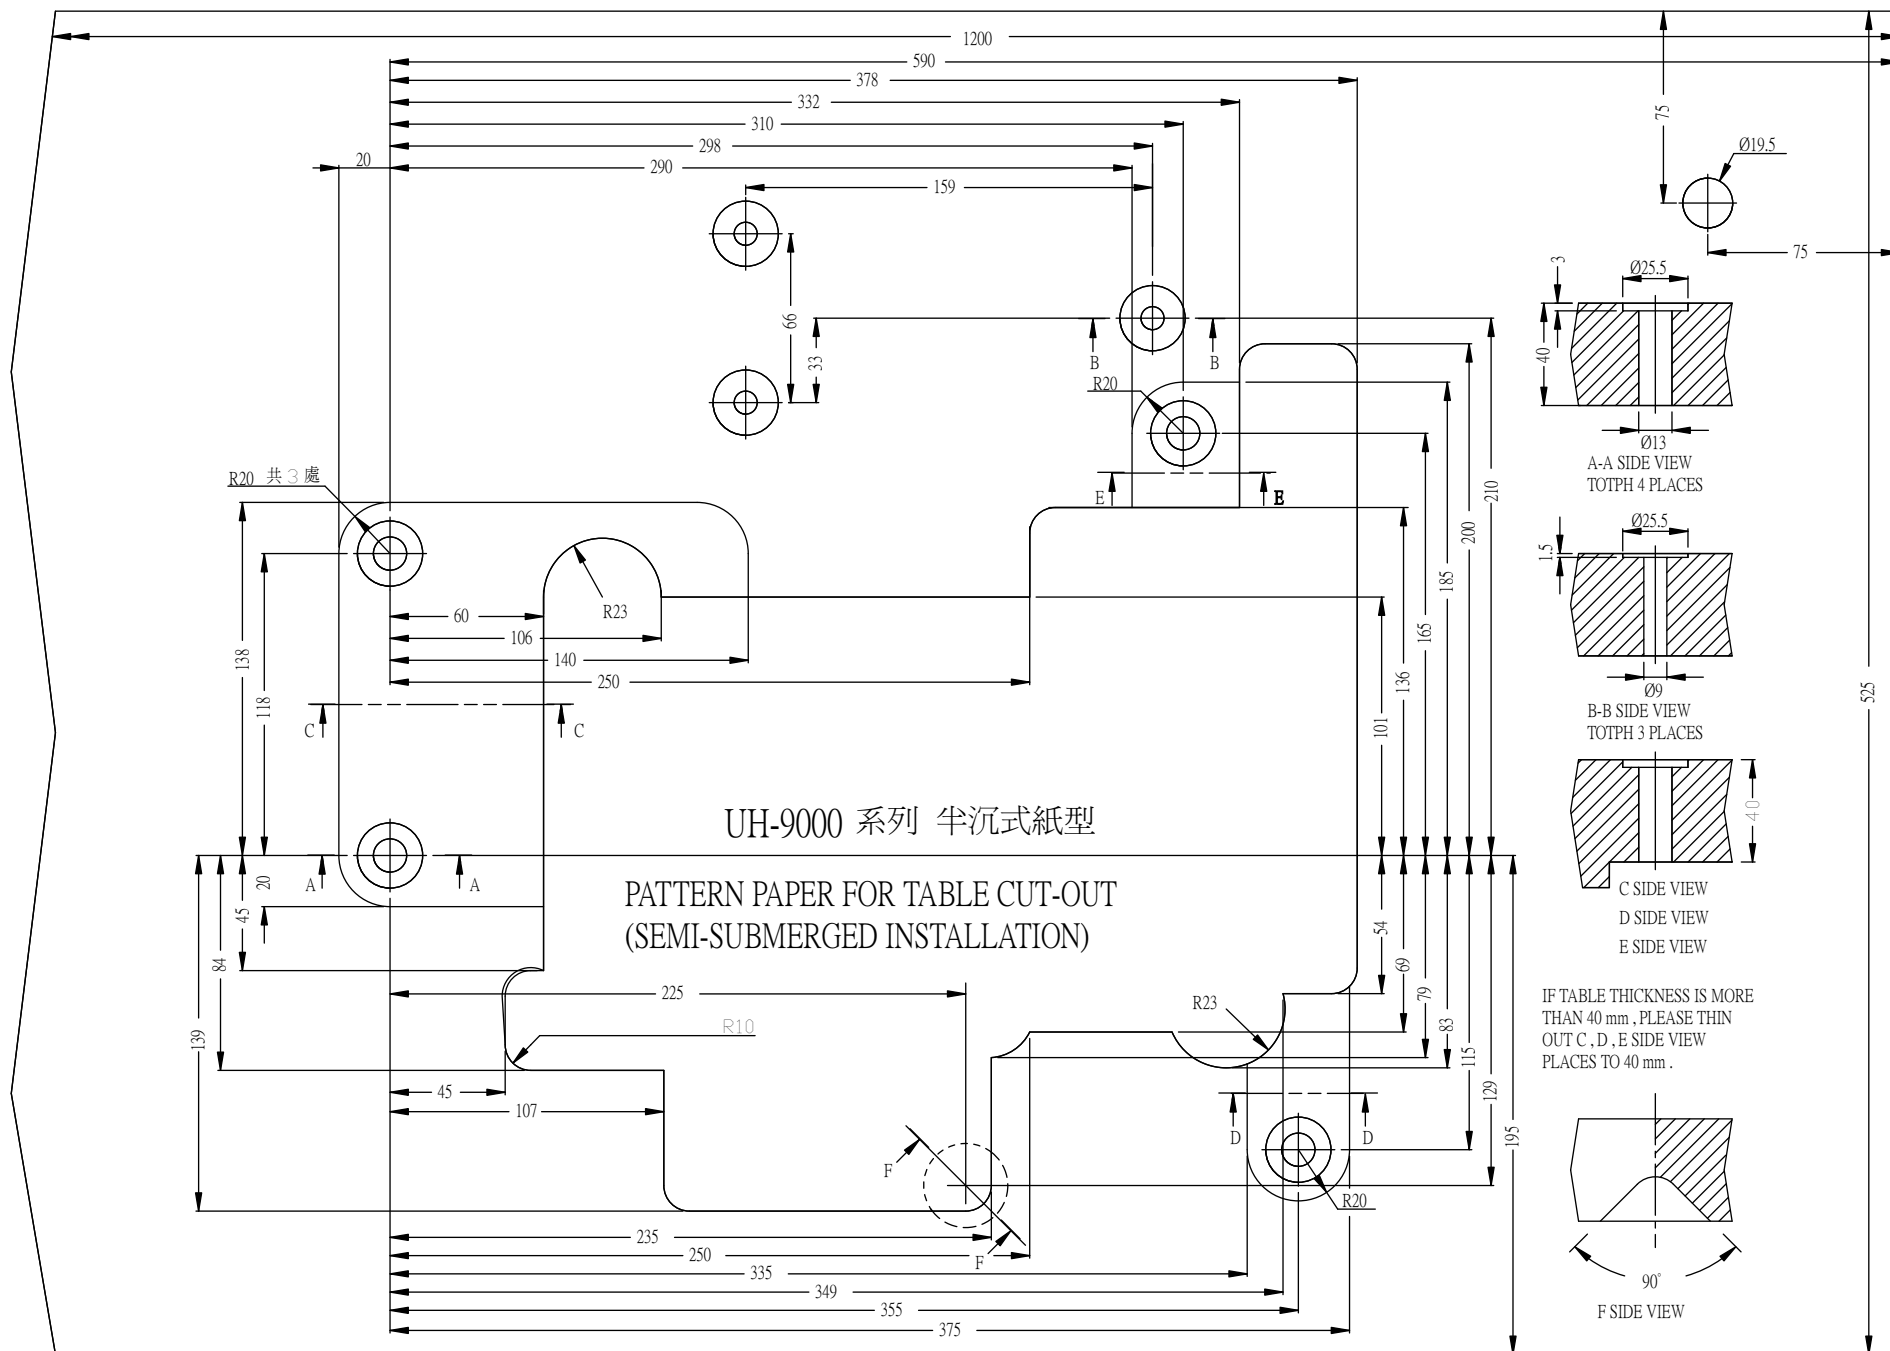 1200
590
378
332
310
298
20
290
159
75
Ø19.5
75
3
Ø25.5
66
33
B
B
R20
40
Ø13
A-A SIDE VIEW
TOTPH 4 PLACES
R20 共3處
E
E
210
200
185
165
136
101
Ø25.5
1.5
60
R23
106
140
250
138
118
C
C
Ø9
B-B SIDE VIEW
TOTPH 3 PLACES
525
UH-9000 系列 半沉式紙型
40
A
A
20
45
84
139
PATTERN PAPER FOR TABLE CUT-OUT
(SEMI-SUBMERGED INSTALLATION)
C SIDE VIEW
D SIDE VIEW
E SIDE VIEW
54
69
79
83
115
129
195
225
R10
R23
IF TABLE THICKNESS IS MORE
THAN 40 mm , PLEASE THIN
OUT C , D , E SIDE VIEW
PLACES TO 40 mm .
45
107
D
D
F
R20
235
F
250
335
349
355
375
90°
F SIDE VIEW